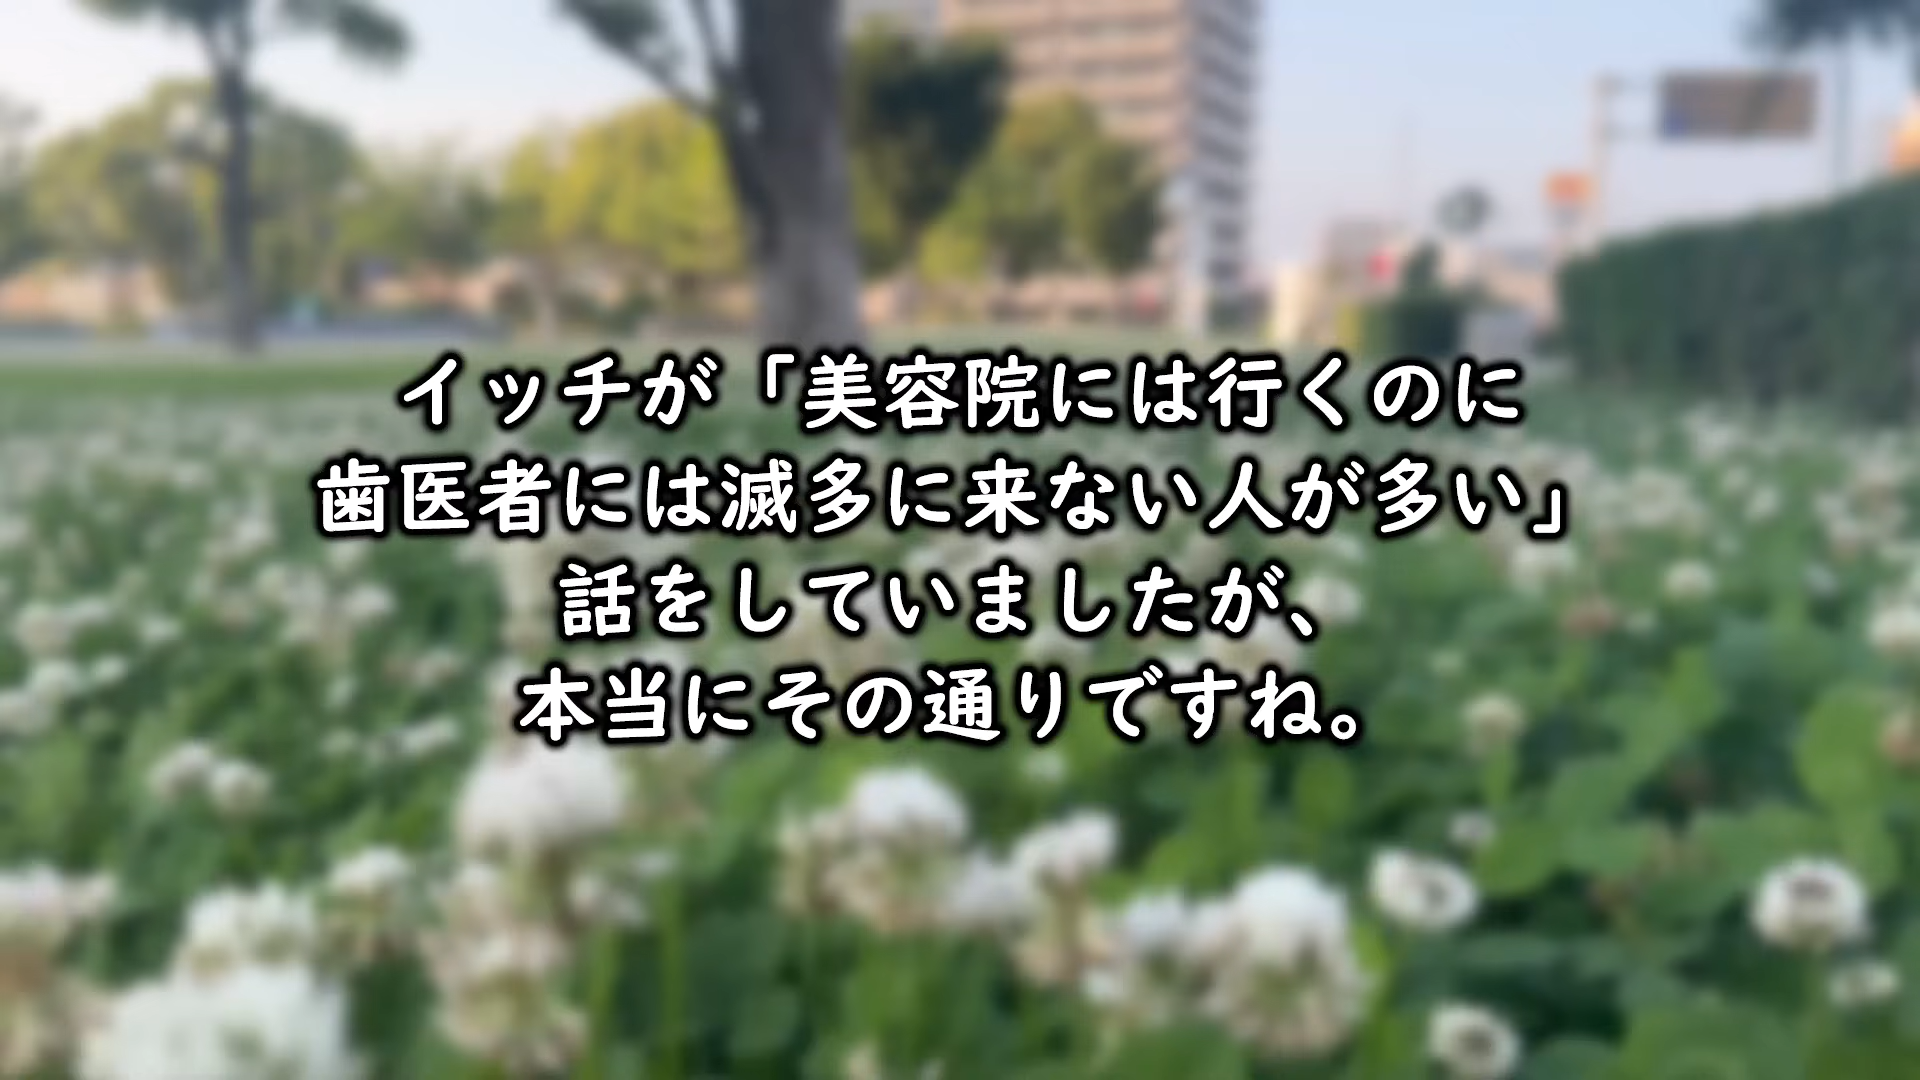 イッチが「美容院には行くのに
歯医者には滅多に来ない人が多い」
話をしていましたが、
本当にその通りですね。